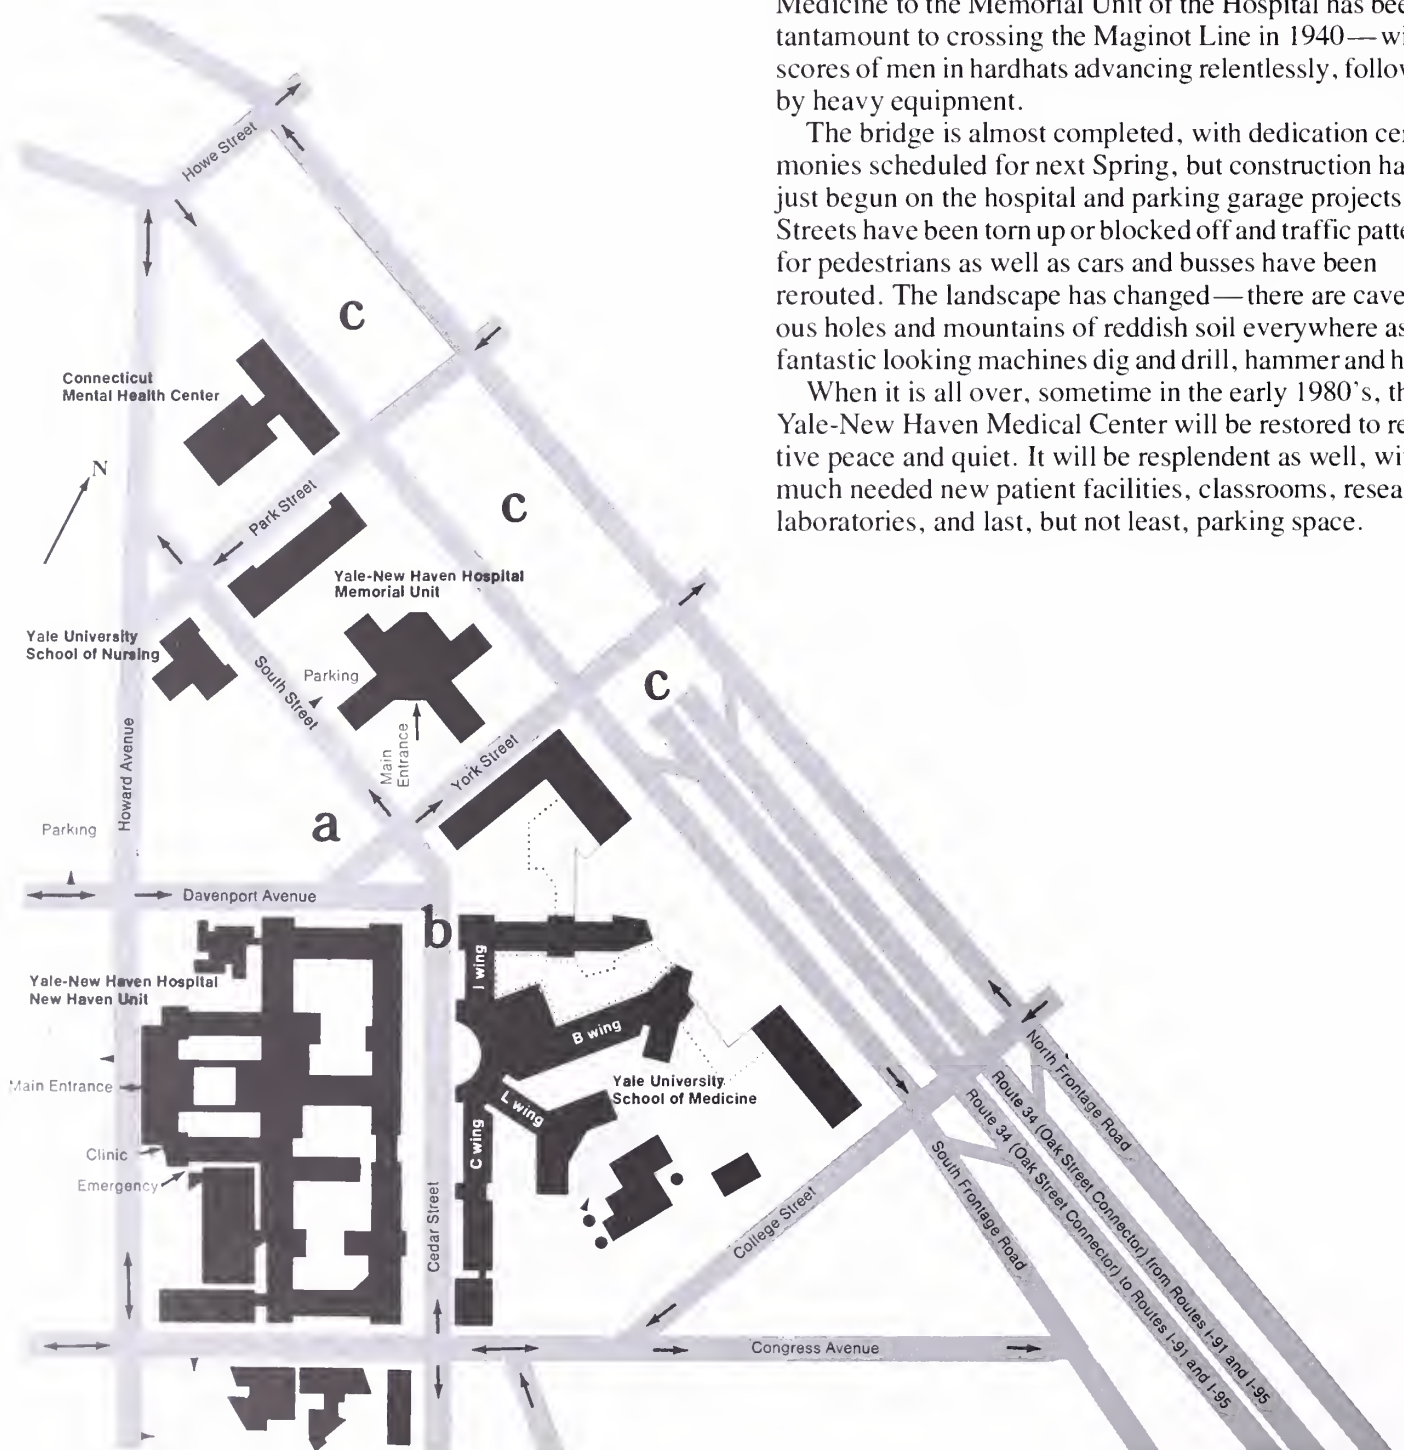 Medicine to the Memorial Unit of the Hospital has bee
tantamount to crossing the Maginot Line in 1940—wi
scores of men in hardhats advancing relentlessly, follow
by heavy equipment.
The bridge is almost completed, with dedication cer
monies scheduled for next Spring, but construction ha
just begun on the hospital and parking garage projects
Streets have been torn up or blocked off and traffic patte
for pedestrians as well as cars and busses have been
rerouted. The landscape has changed—there are cave
ous holes and mountains of reddish soil everywhere as
fantastic looking machines dig and drill, hammer and h
When it is all over, sometime in the early 1980's, th
Yale-New Haven Medical Center will be restored to re
tive peace and quiet. It will be resplendent as well, wi
much needed new patient facilities, classrooms, resea
laboratories, and last, but not least, parking space.
Howe Street
c
Connecticut
Mental Health Center
N
Park Street
c
Yale-New Haven Hospital
Memorial Unit
Yale University
School of Nursing
South Street
Parking
c
Howard Avenue
Main
Entrance
York Street
a
Parking
Davenport Avenue
b
Yale-New Haven Hospital
New Haven Unit
I wing
B wing
Main Entrance
L wing
Yale University
School of Medicine
C wing
Clinic
Emergency
Cedar Street
College Street
South Frontage Road
Route 34 (Oak Street Connector) to Routes I-91 and I-95
Route 34 (Oak Street Connector) from Routes I-91 and I-95
North Frontage Road
Congress Avenue